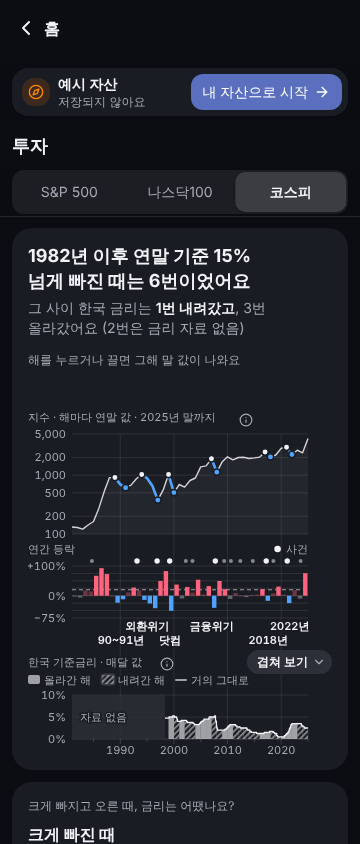 홈
예시 자산
저장되지 않아요
내 자산으로 시작
투자
S&P 500
나스닥100
코스피
1982년 이후 연말 기준 15%
넘게 빠진 때는 6번이었어요
그 사이 한국 금리는 1번 내려갔고, 3번
올라갔어요 (2번은 금리 자료 없음)
해를 누르거나 끌면 그해 말 값이 나와요
지수 · 해마다 연말 값 · 2025년 말까지
5,000
2,000
1,000
500
200
100
연간 등락
사건
+100%
0%
−75%
외환위기 금융위기 2022년
90~91년 닷컴 2018년
한국 기준금리 · 매달 값
겹쳐 보기
올라간 해 내려간 해 거의 그대로
10%
5%
0%
자료 없음
1990 2000 2010 2020
크게 빠지고 오른 때, 금리는 어땠나요?
크게 빠진 때